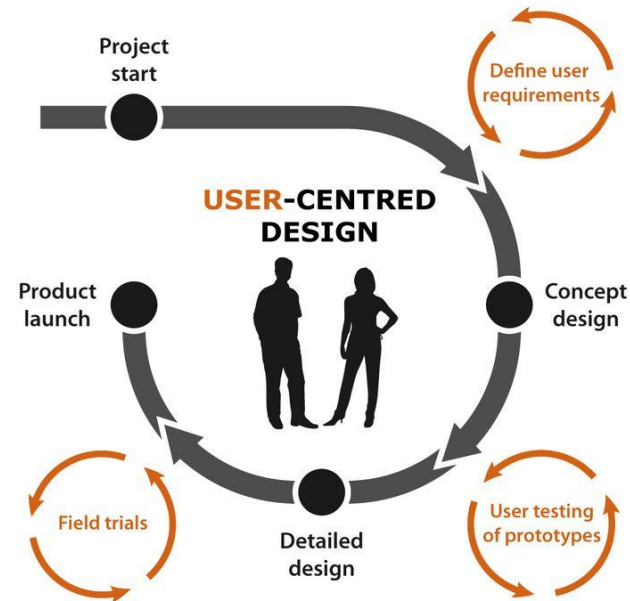 Project
start
Define user
requirements
USER-CENTRED
DESIGN
Product
launch
Concept
design
Field trials
Detailed
design
User testing
of prototypes